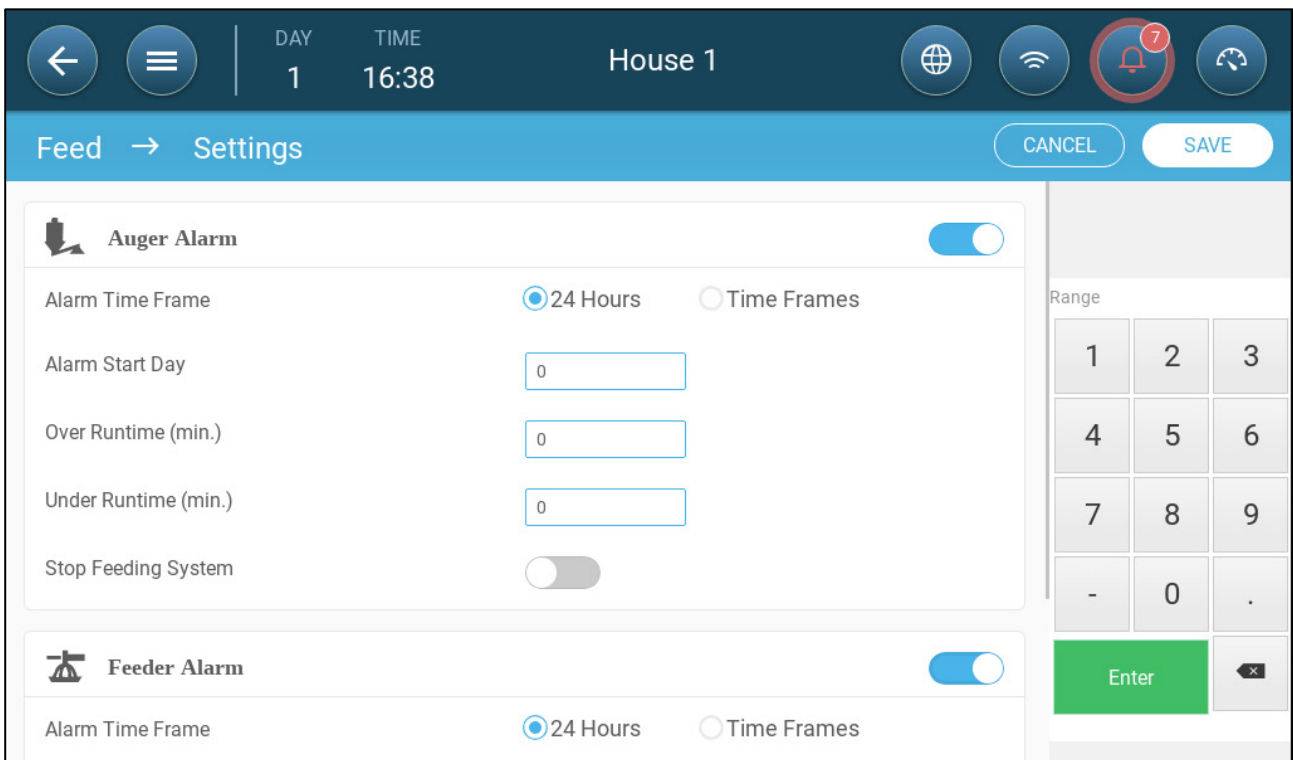 DAY TIME 7
1 16:38 House 1
Feed → Settings CANCEL SAVE
Auger Alarm
Alarm Time Frame 24 Hours Time Frames
Alarm Start Day 0
Over Runtime (min.) 0
Under Runtime (min.) 0
Stop Feeding System
Feeder Alarm
Alarm Time Frame 24 Hours Time Frames
Range
1 2 3
4 5 6
7 8 9
- 0 .
Enter